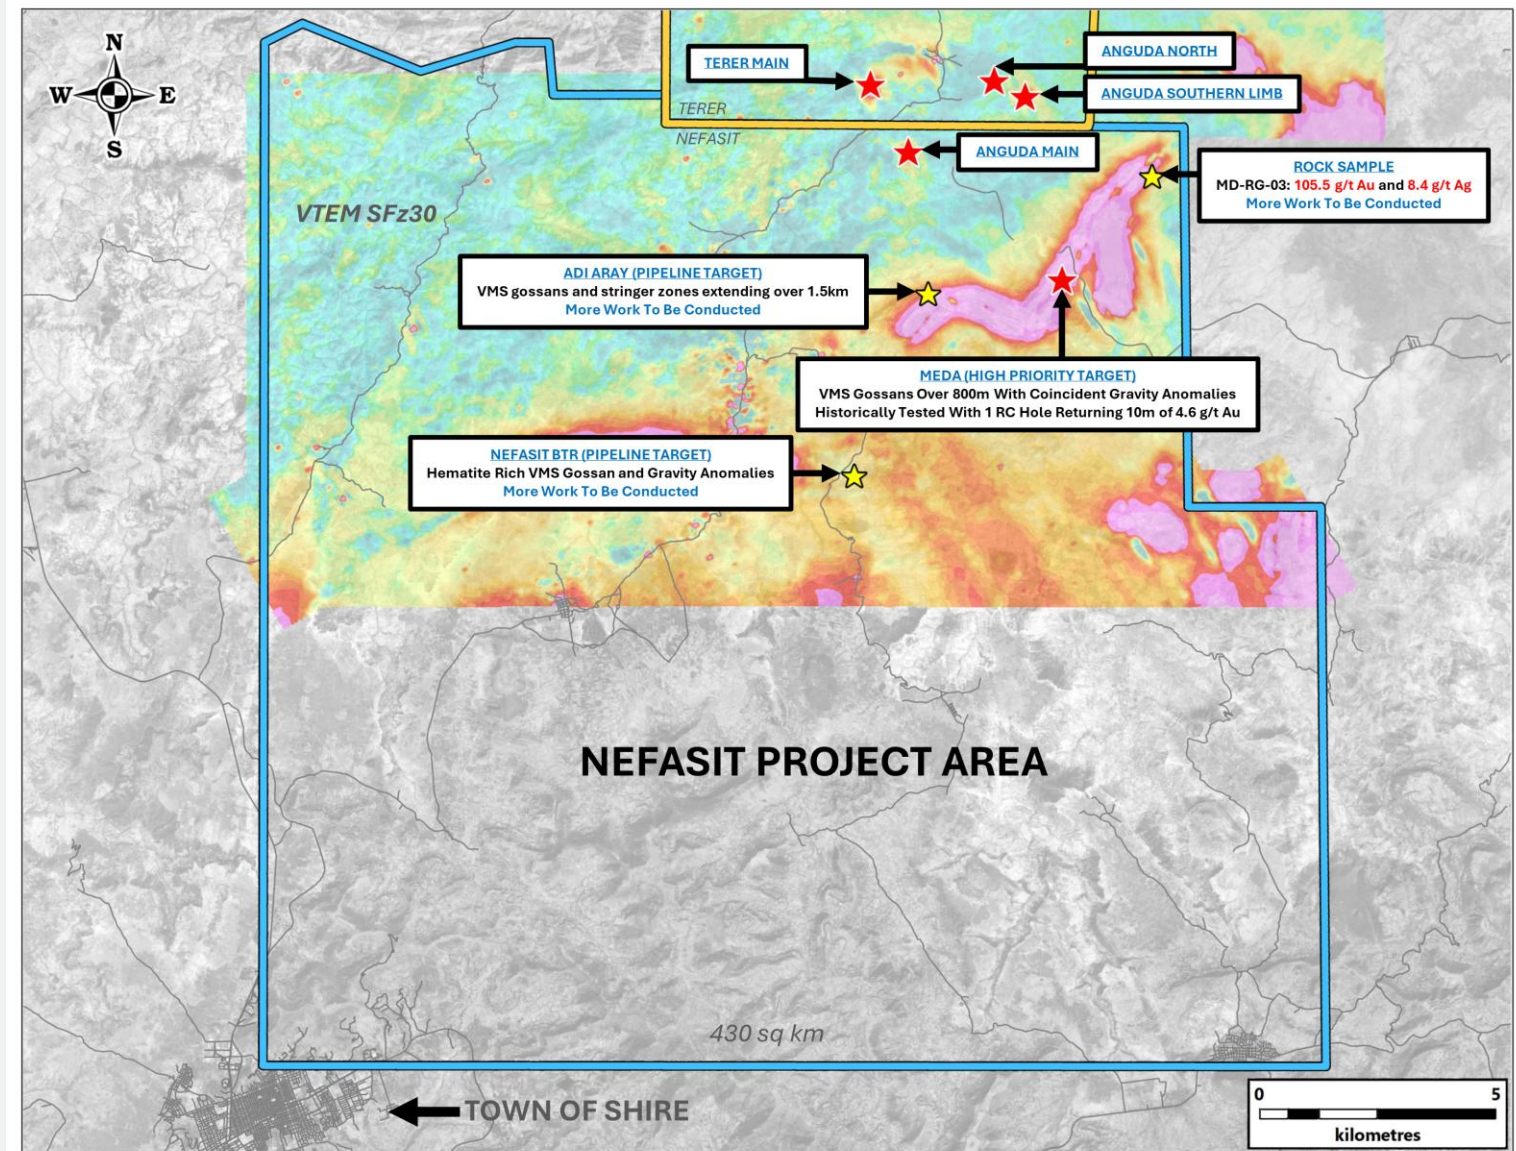 N
W
E
S
TERER MAIN
ANGUDA NORTH
ANGUDA SOUTHERN LIMB
TERER
NEFASIT
ANGUDA MAIN
ROCK SAMPLE
MD-RG-03: 105.5 g/t Au and 8.4 g/t Ag
More Work To Be Conducted
VTEM SFz30
ADI ARAY (PIPELINE TARGET)
VMS gossans and stringer zones extending over 1.5km
More Work To Be Conducted
MEDA (HIGH PRIORITY TARGET)
VMS Gossans Over 800m With Coincident Gravity Anomalies
Historically Tested With 1 RC Hole Returning 10m of 4.6 g/t Au
NEFASIT BTR (PIPELINE TARGET)
Hematite Rich VMS Gossan and Gravity Anomalies
More Work To Be Conducted
NEFASIT PROJECT AREA
430 sq km
TOWN OF SHIRE
0 5
kilometres